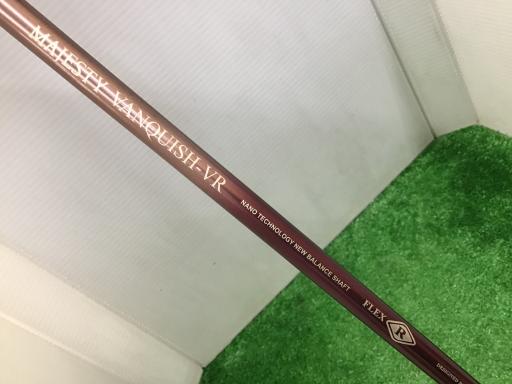 MAJESTY VANQUISH-VR
NANO TECHNOLOGY NEW BALANCE SHAFT
FLEX R